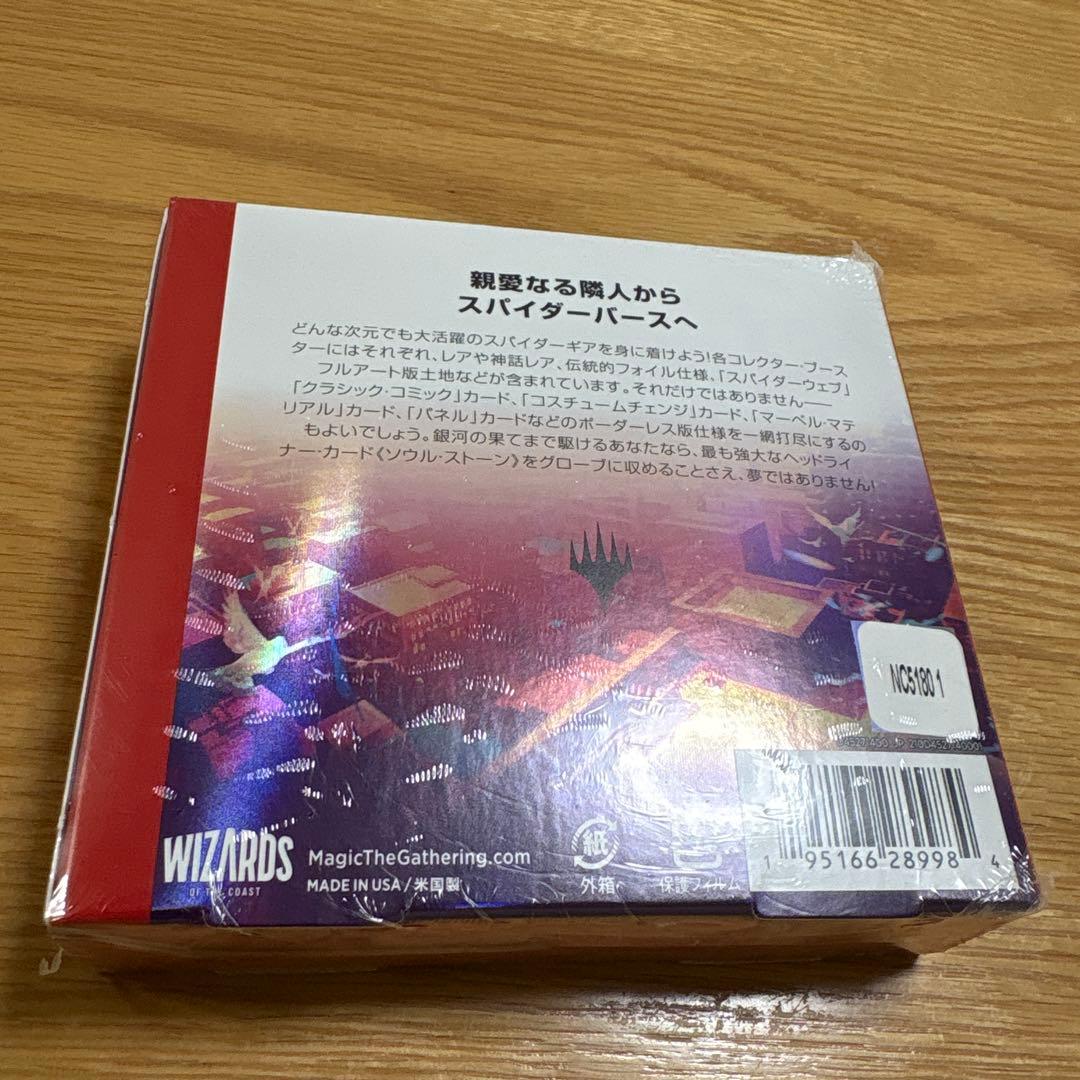 親愛なる隣人から
スパイダーバースへ
どんな次元でも大活躍のスパイダーギアを身に着けよう!各コレクター・ブース
ターにはそれぞれ、レアや神話レア、伝統的フォイル仕様、「スパイダーウェブ」
フルアート版土地などが含まれています。それだけではありません――
「クラシック・コミック」カード、「コスチュームチェンジ」カード、「マーベル・マテ
リアル」カード、「パネル」カードなどのボーダーレス版仕様を一網打尽にするの
もよいでしょう。銀河の果てまで駆けるあなたなら、最も強大なヘッドライ
ナー・カード《ソウル・ストーン》をグローブに収めることさえ、夢ではありません!
NC5180 1
WIZARDS
OF THE COAST
MagicTheGathering.com
MADE IN USA / 米国製
紙
外箱
保護フィルム
1 95166 28998 4